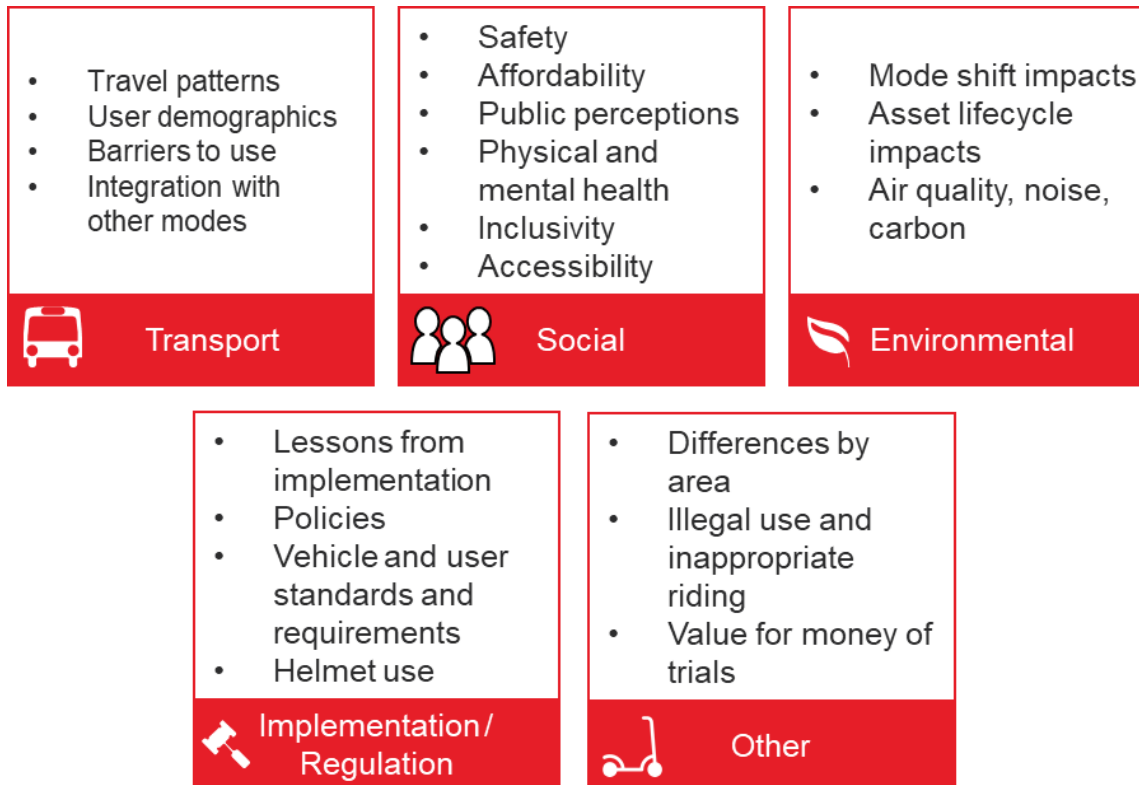 • Travel patterns
• User demographics
• Barriers to use
• Integration with
other modes
Transport
• Safety
• Affordability
• Public perceptions
• Physical and
mental health
• Inclusivity
• Accessibility
Social
• Mode shift impacts
• Asset lifecycle
impacts
• Air quality, noise,
carbon
Environmental
• Lessons from
implementation
• Policies
• Vehicle and user
standards and
requirements
• Helmet use
Implementation/
Regulation
• Differences by
area
• Illegal use and
inappropriate
riding
• Value for money of
trials
Other